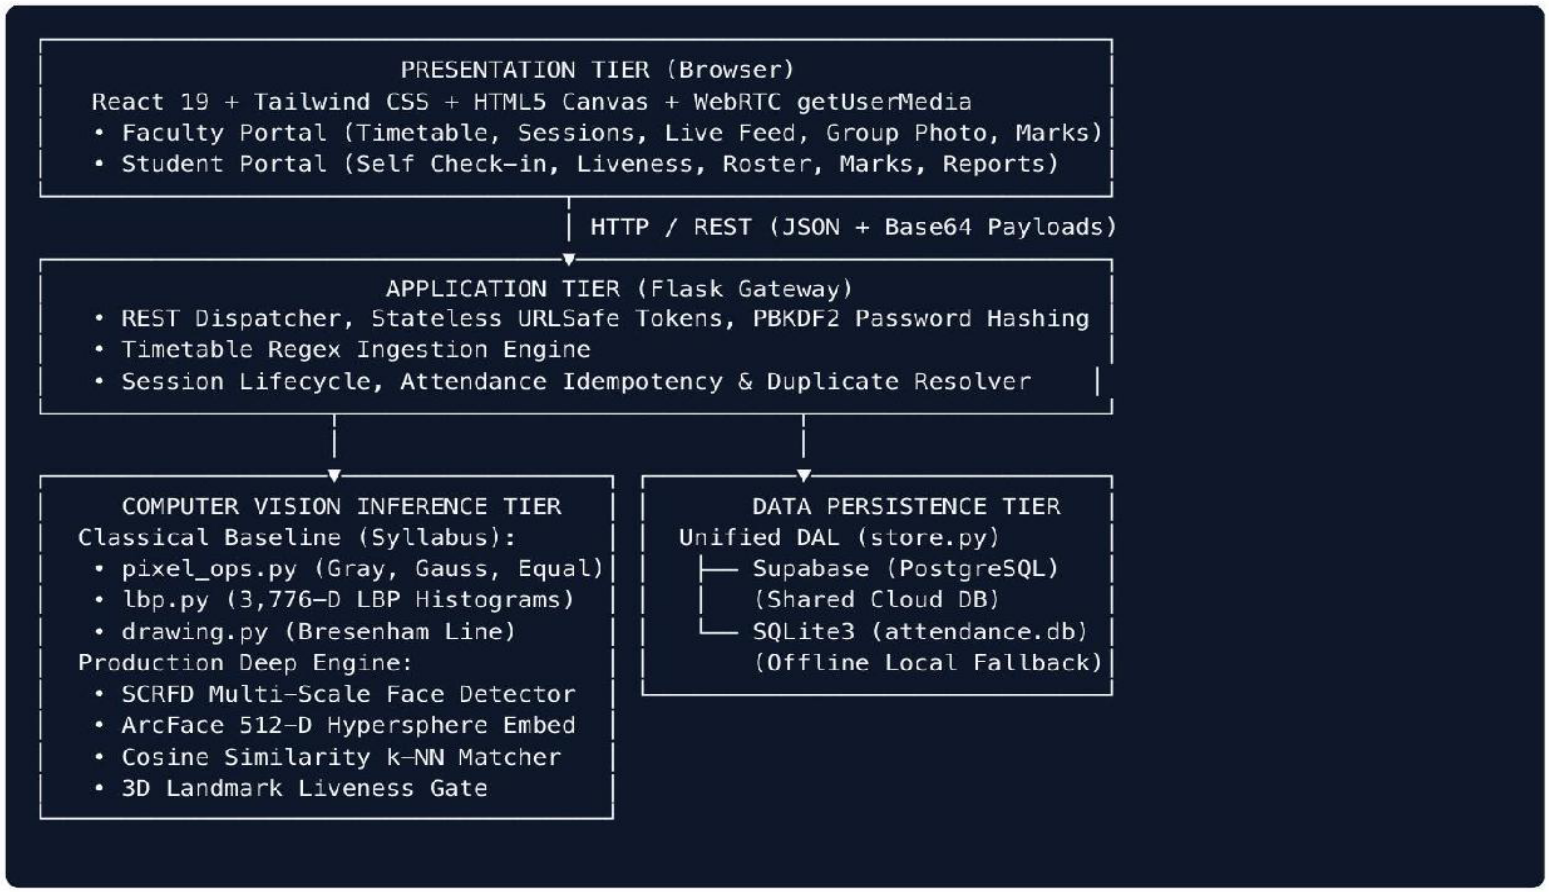 PRESENTATION TIER (Browser)
React 19 + Tailwind CSS + HTML5 Canvas + WebRTC getUserMedia
• Faculty Portal (Timetable, Sessions, Live Feed, Group Photo, Marks)
• Student Portal (Self Check-in, Liveness, Roster, Marks, Reports)
HTTP / REST (JSON + Base64 Payloads)
APPLICATION TIER (Flask Gateway)
• REST Dispatcher, Stateless URLSafe Tokens, PBKDF2 Password Hashing
• Timetable Regex Ingestion Engine
• Session Lifecycle, Attendance Idempotency & Duplicate Resolver
COMPUTER VISION INFERENCE TIER
Classical Baseline (Syllabus):
• pixel_ops.py (Gray, Gauss, Equal)
• lbp.py (3,776-D LBP Histograms)
• drawing.py (Bresenham Line)
Production Deep Engine:
• SCRFD Multi-Scale Face Detector
• ArcFace 512-D Hypersphere Embed
• Cosine Similarity k-NN Matcher
• 3D Landmark Liveness Gate
DATA PERSISTENCE TIER
Unified DAL (store.py)
Supabase (PostgreSQL)
(Shared Cloud DB)
SQLite3 (attendance.db)
(Offline Local Fallback)